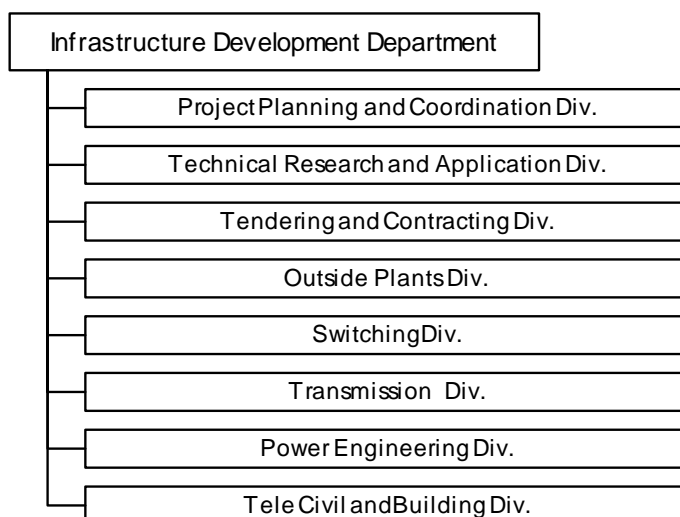 Infrastructure Development Department
Project Planning and Coordination Div.
Technical Research and Application Div.
Tendering and Contracting Div.
Outside Plants Div.
Switching Div.
Transmission Div.
Power Engineering Div.
Tele Civil and Building Div.